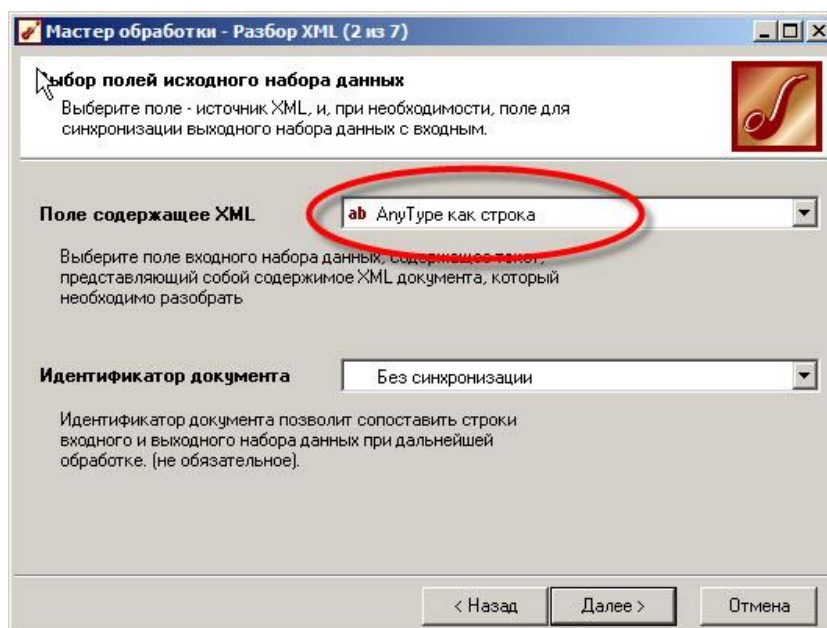 Мастер обработки - Разбор XML (2 из 7)
ыбор полей исходного набора данных
Выберите поле - источник XML, и, при необходимости, поле для
синхронизации выходного набора данных с входным.
Поле содержащее XML
ab AnyType как строка
Выберите поле входного набора данных, содержащее текст,
представляющий собой содержимое XML документа, который
необходимо разобрать
Идентификатор документа
Без синхронизации
Идентификатор документа позволит сопоставить строки
входного и выходного набора данных при дальнейшей
обработке. (не обязательное).
< Назад
Далее >
Отмена